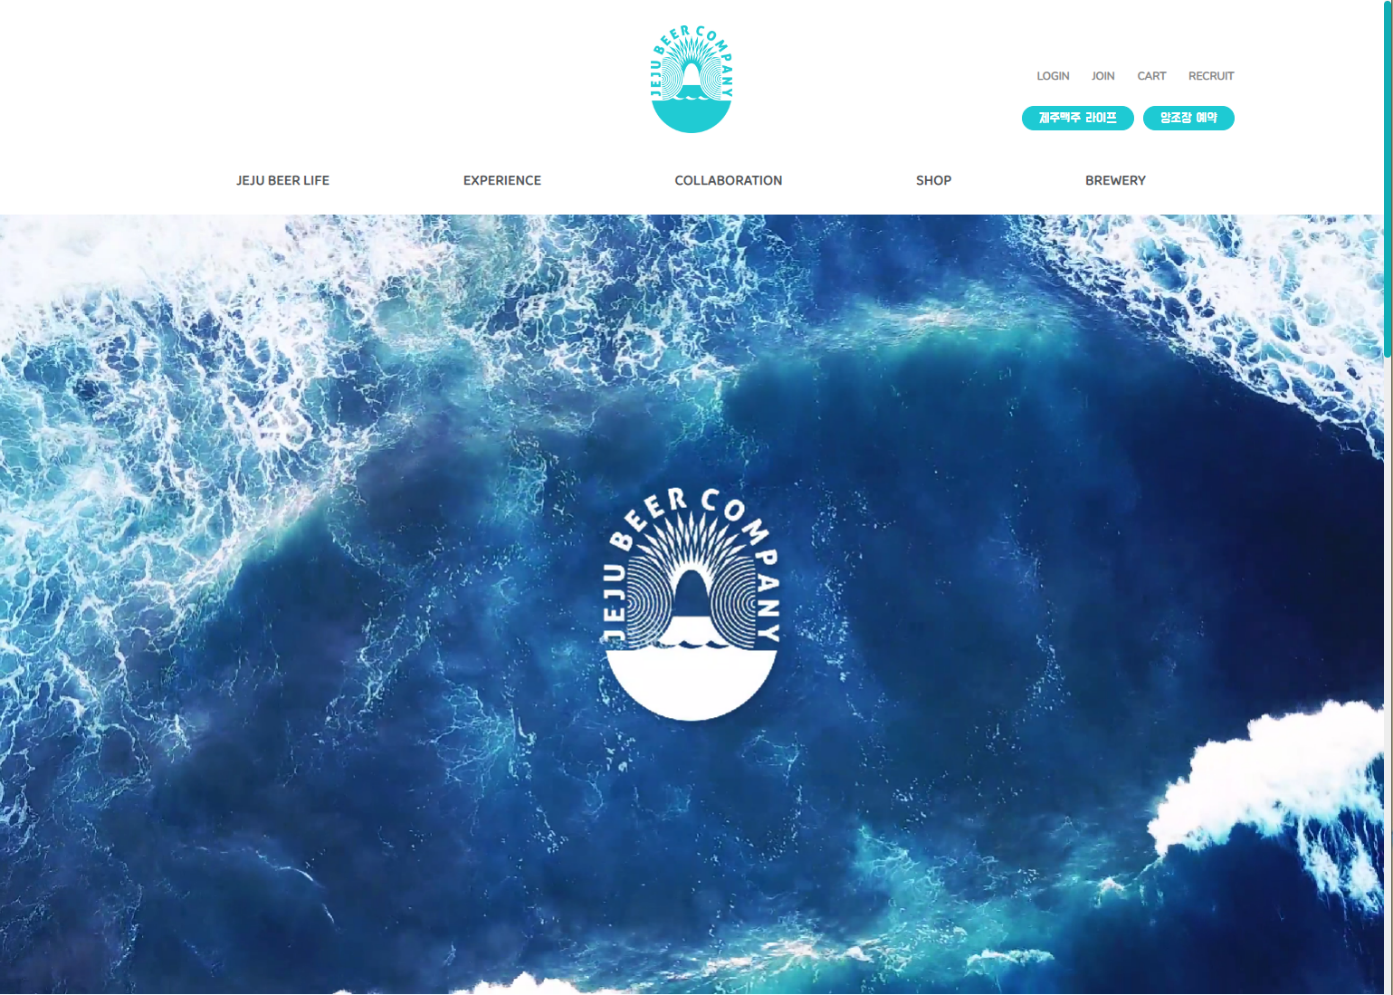 JEJU BEER COMPANY
LOGIN JOIN CART RECRUIT
제주맥주 라이프 양조장 예약
JEJU BEER LIFE EXPERIENCE COLLABORATION SHOP BREWERY
JEJU BEER COMPANY